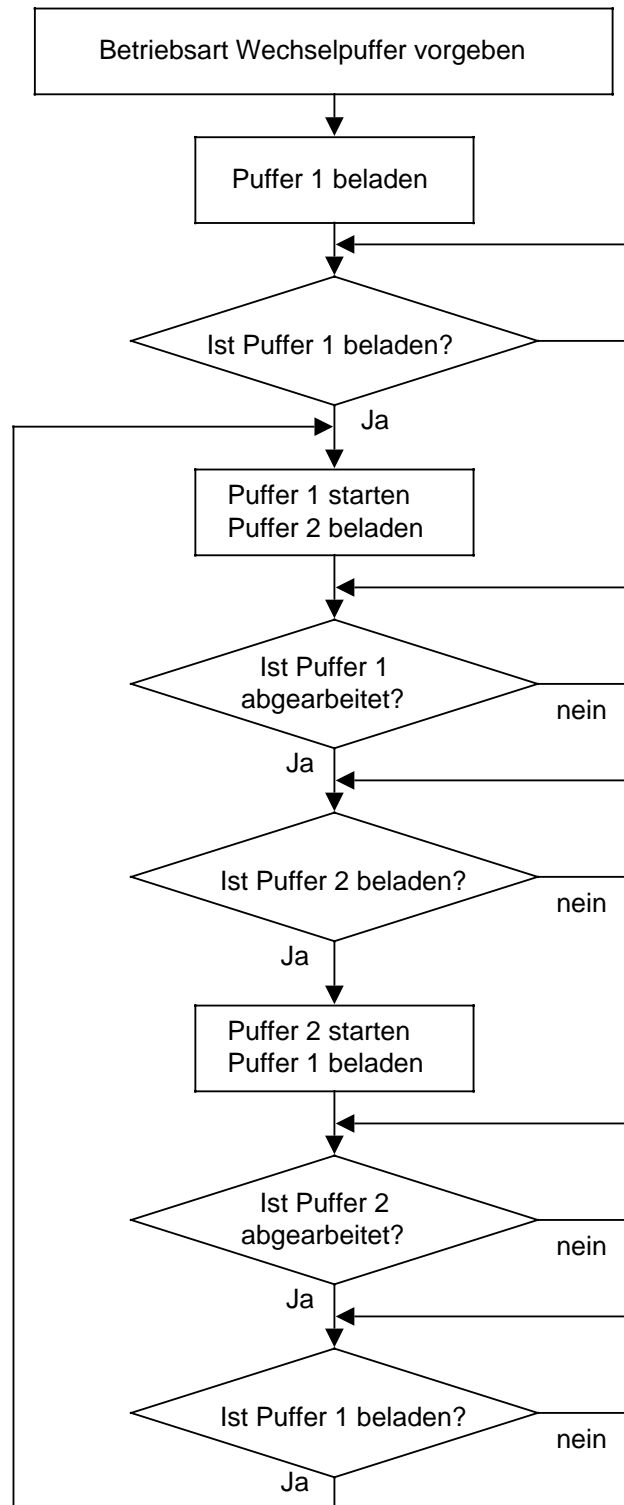 Betriebsart Wechselpuffer vorgeben
Puffer 1 beladen
Ist Puffer 1 beladen?
Ja
Puffer 1 starten
Puffer 2 beladen
Ist Puffer 1
abgearbeitet?
nein
Ja
Ist Puffer 2 beladen?
nein
Ja
Puffer 2 starten
Puffer 1 beladen
Ist Puffer 2
abgearbeitet?
nein
Ja
Ist Puffer 1 beladen?
nein
Ja